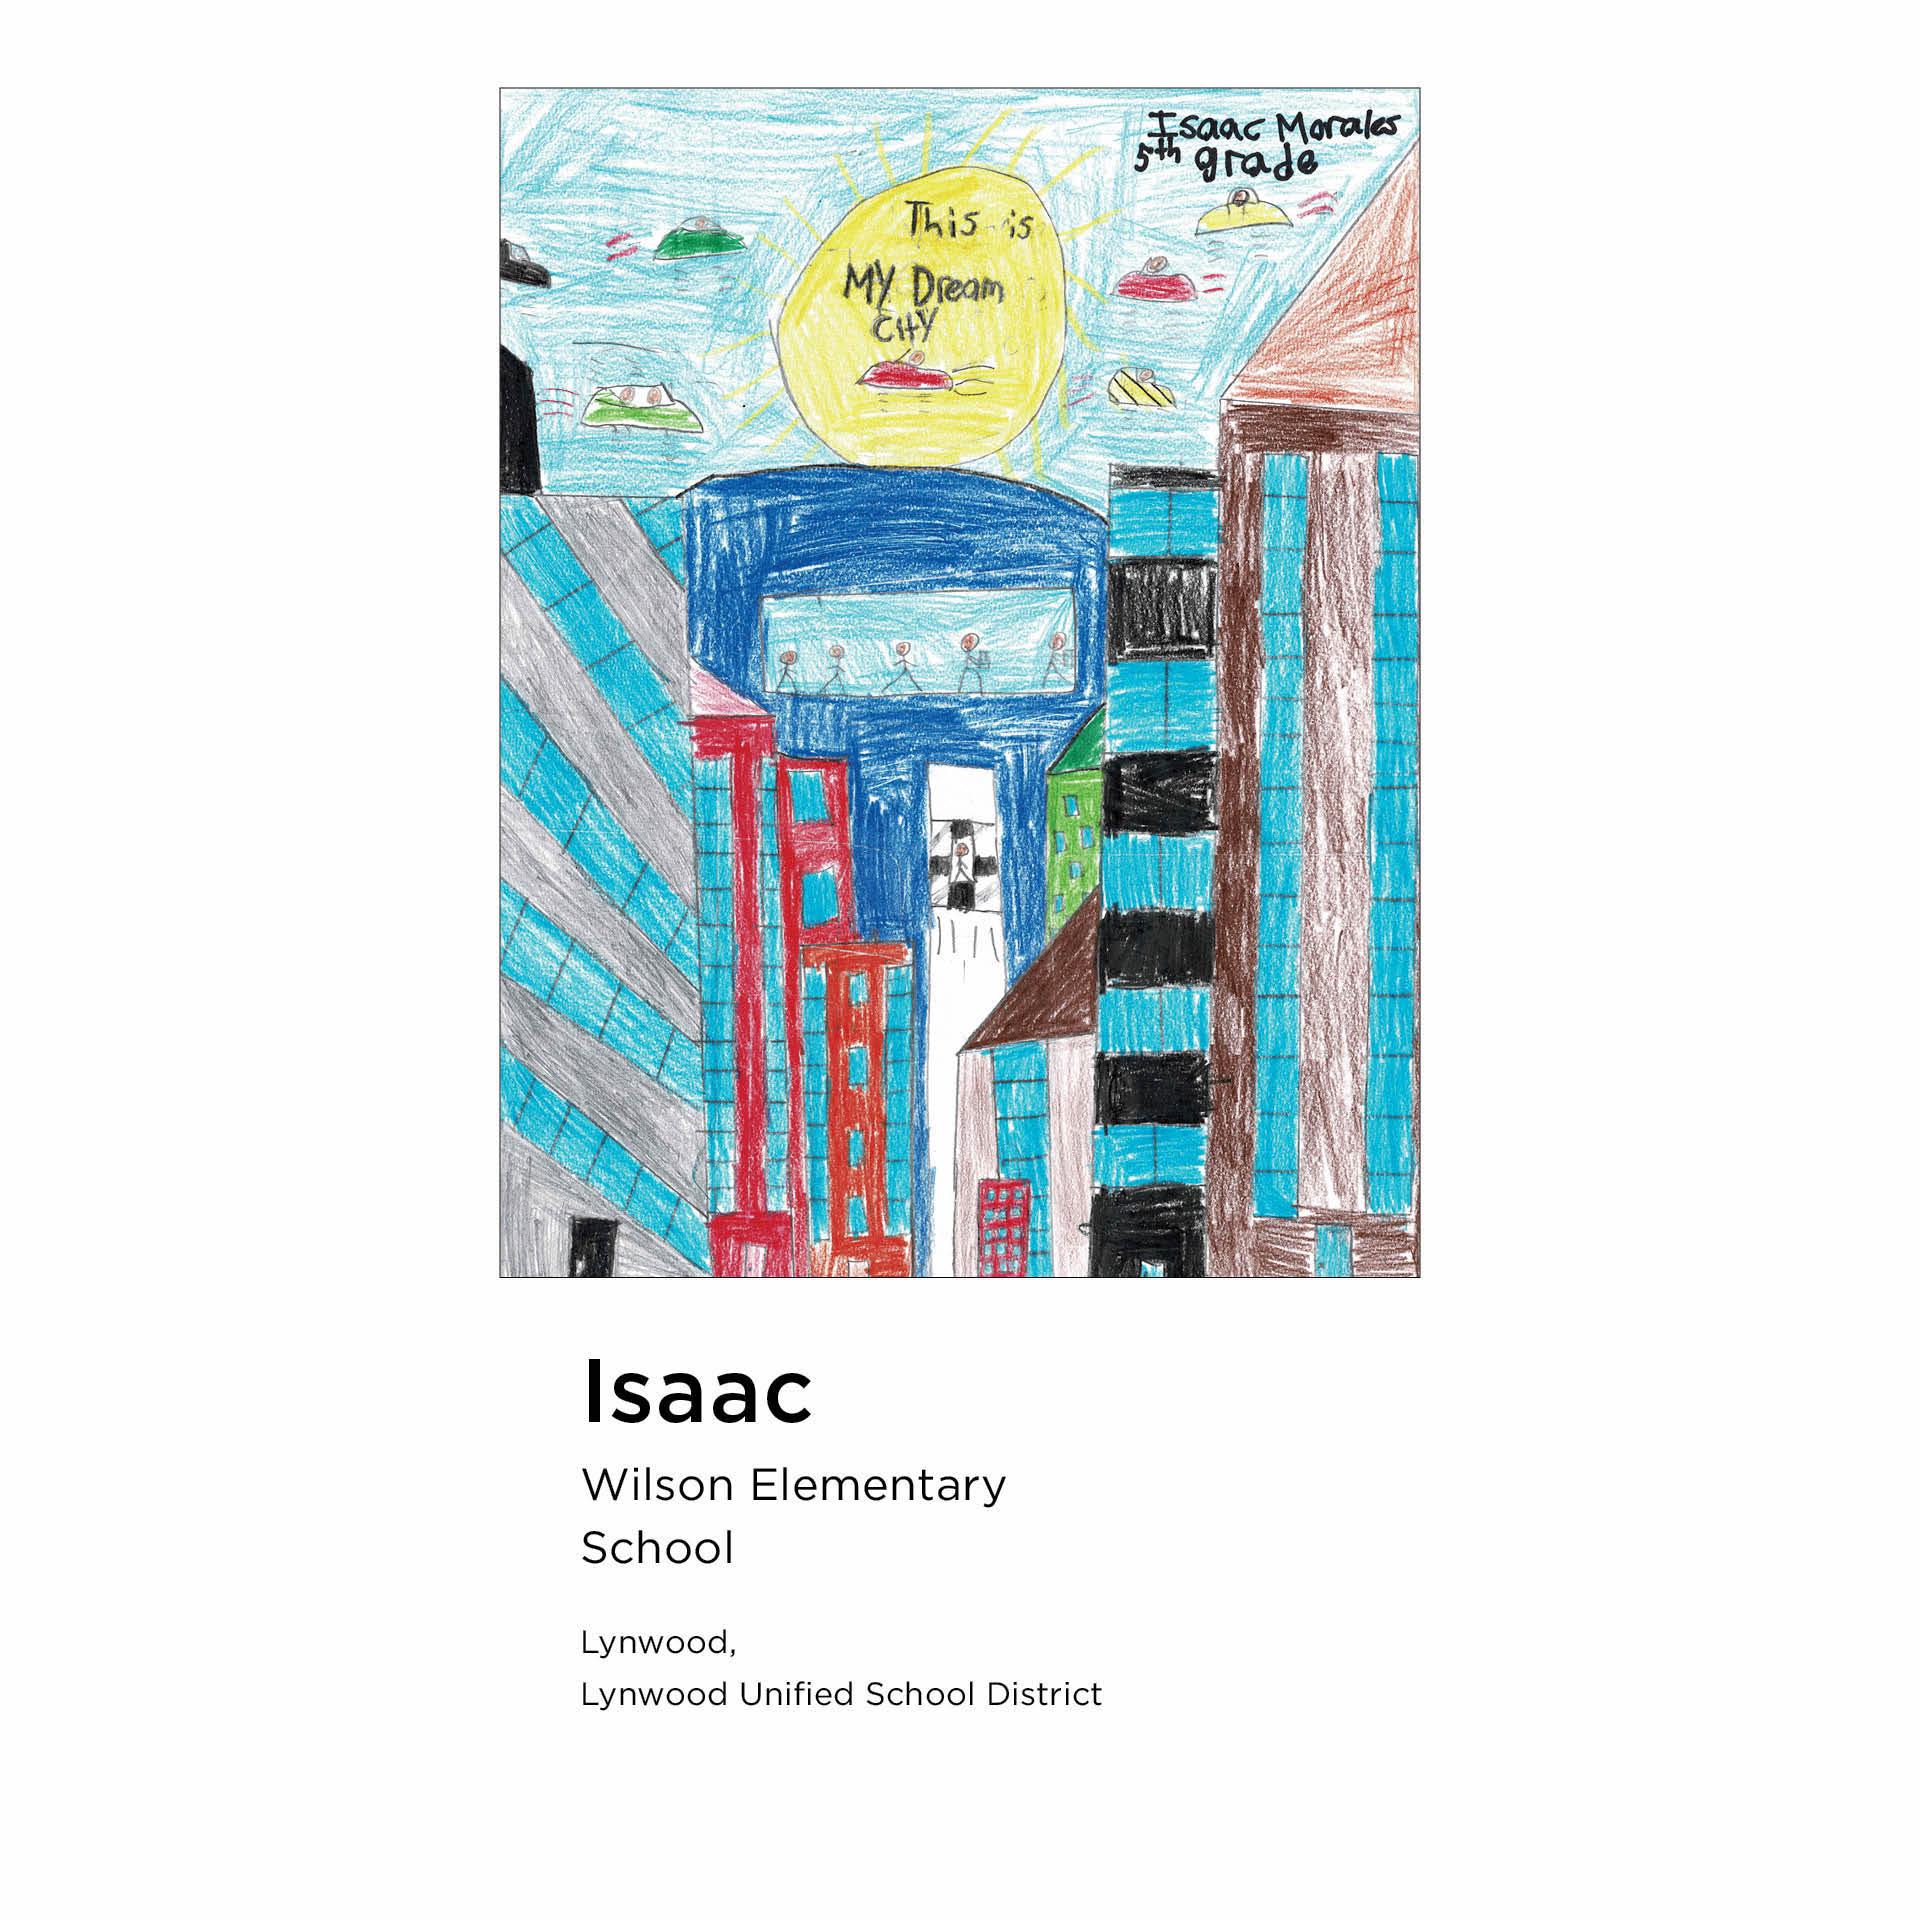 Isaac Morales
5th grade
This is
MY Dream
CitY
Isaac
Wilson Elementary
School
Lynwood,
Lynwood Unified School District